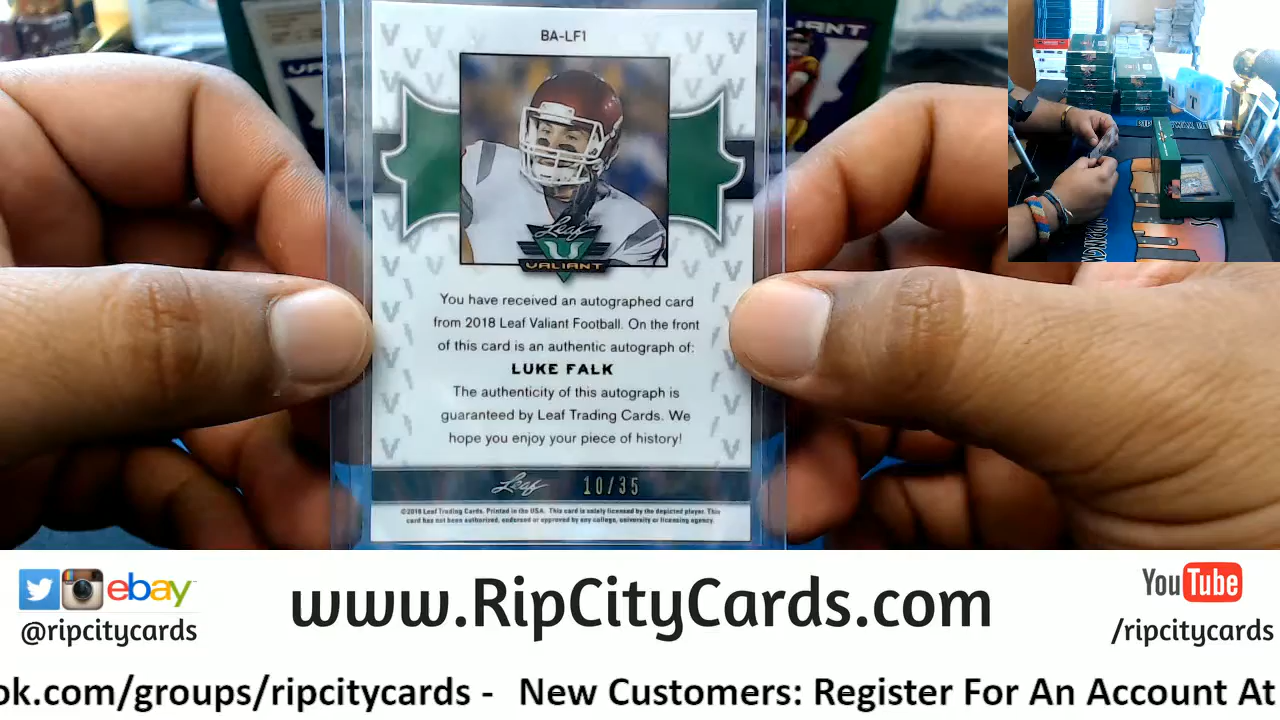 BA-LF1
Leaf
VALIANT
You have received an autographed card
from 2018 Leaf Valiant Football. On the front
of this card is an authentic autograph of:
LUKE FALK
The authenticity of this autograph is
guaranteed by Leaf Trading Cards. We
hope you enjoy your piece of history!
Leaf 10/35
©2018 Leaf Trading Cards. Printed in the USA. This card is solely licensed by the depicted player. This
card has not been authorized, endorsed or approved by any college, university or licensing agency.
ebay
@ripcitycards
www.RipCityCards.com
YouTube
/ripcitycards
ok.com/groups/ripcitycards - New Customers: Register For An Account At